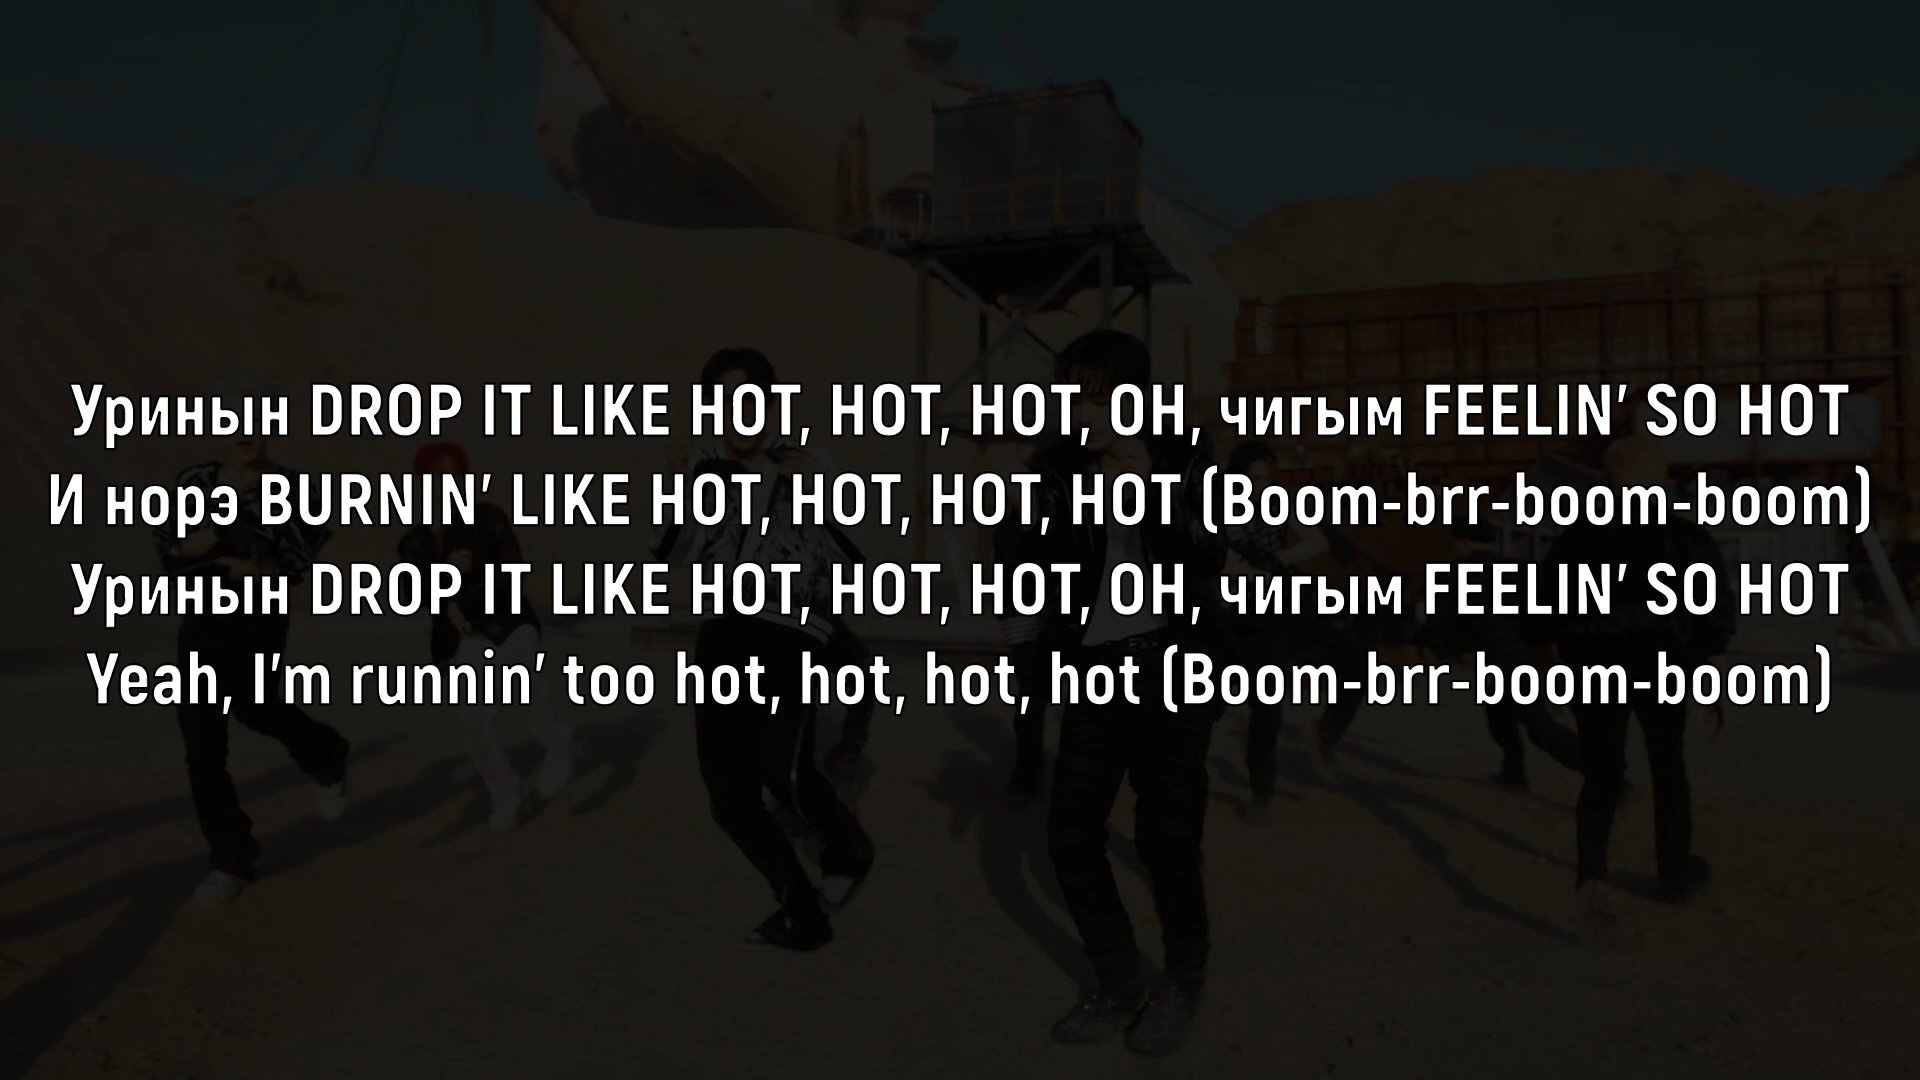 Уринын DROP IT LIKE HOT, HOT, HOT, OH, чигым FEELIN’ SO HOT
И норэ BURNIN’ LIKE HOT, HOT, HOT, HOT (Boom-brr-boom-boom)
Уринын DROP IT LIKE HOT, HOT, HOT, OH, чигым FEELIN’ SO HOT
Yeah, I’m runnin’ too hot, hot, hot, hot (Boom-brr-boom-boom)